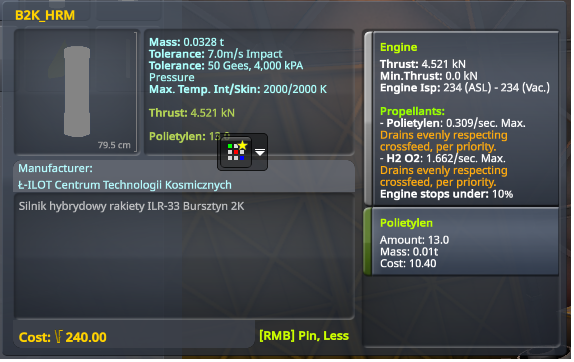 B2K_HRM
79.5 cm
Mass: 0.0328 t
Tolerance: 7.0m/s Impact
Tolerance: 50 Gees, 4,000 kPA
Pressure
Max. Temp. Int/Skin: 2000/2000 K
Thrust: 4.521 kN
Polietylen: 13.0
Manufacturer:
Ł-ILOT Centrum Technologii Kosmicznych
Silnik hybrydowy rakiety ILR-33 Bursztyn 2K
Cost: 240.00
[RMB] Pin, Less
Engine
Thrust: 4.521 kN
Min.Thrust: 0.0 kN
Engine Isp: 234 (ASL) - 234 (Vac.)
Propellants:
- Polietylen: 0.309/sec. Max.
Drains evenly respecting
crossfeed, per priority.
- H2 O2: 1.662/sec. Max.
Drains evenly respecting
crossfeed, per priority.
Engine stops under: 10%
Polietylen
Amount: 13.0
Mass: 0.01t
Cost: 10.40